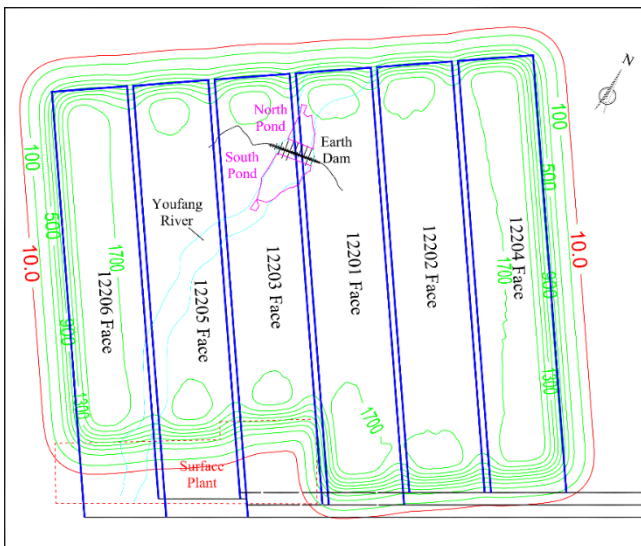 N
North
Pond
Earth
Dam
South
Pond
100
100
500
500
Youfang
River
10.0
10.0
1700
1700
12206 Face
12205 Face
12203 Face
12201 Face
12202 Face
12204 Face
900
900
1300
1300
1700
Surface
Plant